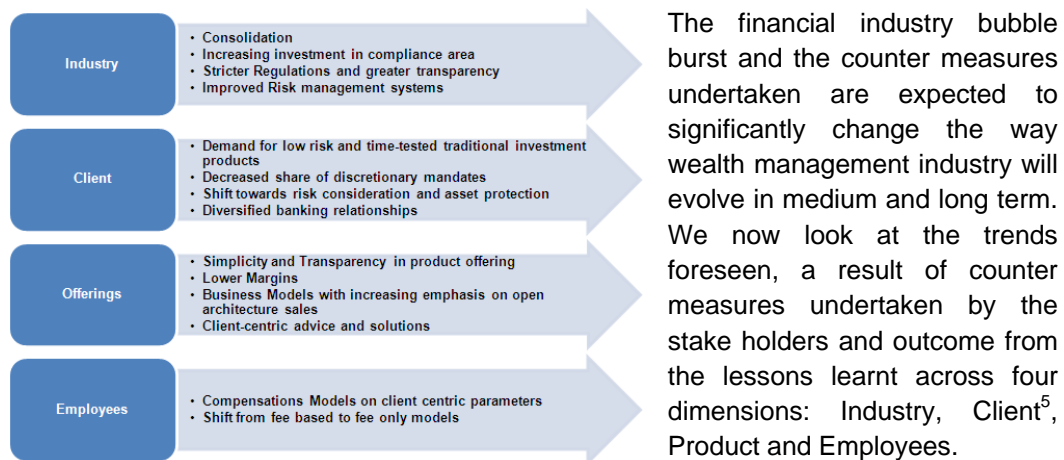 Industry
• Consolidation
• Increasing investment in compliance area
• Stricter Regulations and greater transparency
• Improved Risk management systems
Client
• Demand for low risk and time-tested traditional investment
products
• Decreased share of discretionary mandates
• Shift towards risk consideration and asset protection
• Diversified banking relationships
Offerings
• Simplicity and Transparency in product offering
• Lower Margins
• Business Models with increasing emphasis on open
architecture sales
• Client-centric advice and solutions
Employees
• Compensations Models on client centric parameters
• Shift from fee based to fee only models
The financial industry bubble
burst and the counter measures
undertaken are expected to
significantly change the way
wealth management industry will
evolve in medium and long term.
We now look at the trends
foreseen, a result of counter
measures undertaken by the
stake holders and outcome from
the lessons learnt across four
dimensions: Industry, Client5,
Product and Employees.